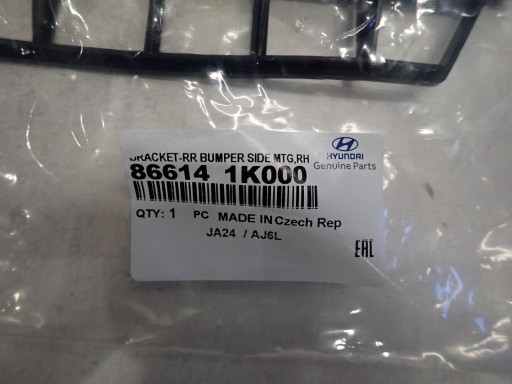 BRACKET-RR BUMPER SIDE MTG,RH
HYUNDAI
Genuine Parts
86614 1K000
QTY: 1 PC MADE IN Czech Rep
JA24 / AJ6L
EAC